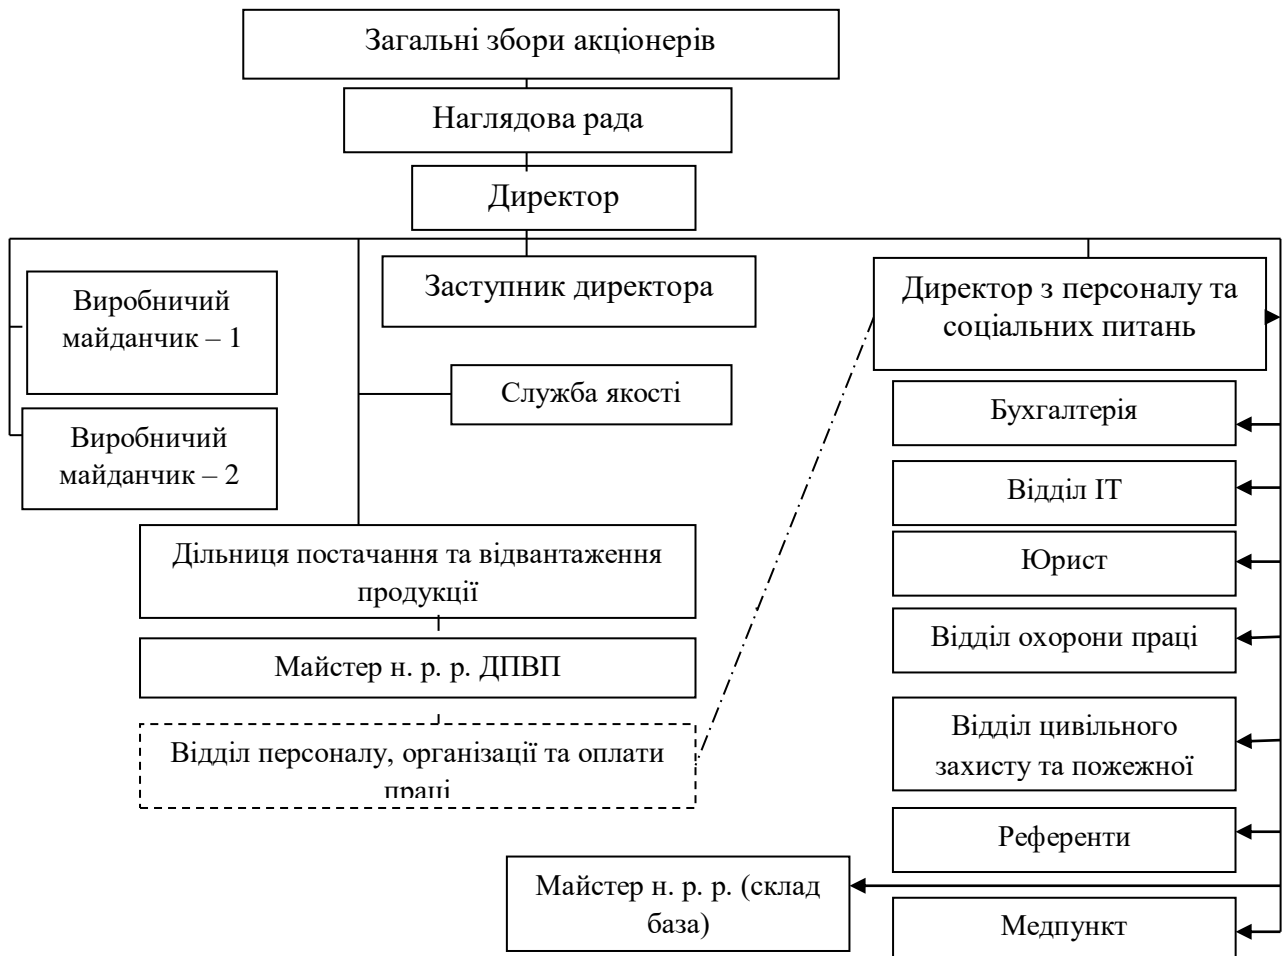 Загальні збори акціонерів
Наглядова рада
Директор
Заступник директора
Директор з персоналу та
соціальних питань
Виробничий
майданчик – 1
Служба якості
Бухгалтерія
Виробничий
майданчик – 2
Відділ ІТ
Дільниця постачання та відвантаження
продукції
Юрист
Відділ охорони праці
Майстер н. р. р. ДПВП
Відділ персоналу, організації та оплати
праці
Відділ цивільного
захисту та пожежної
Референти
Майстер н. р. р. (склад
база)
Медпункт